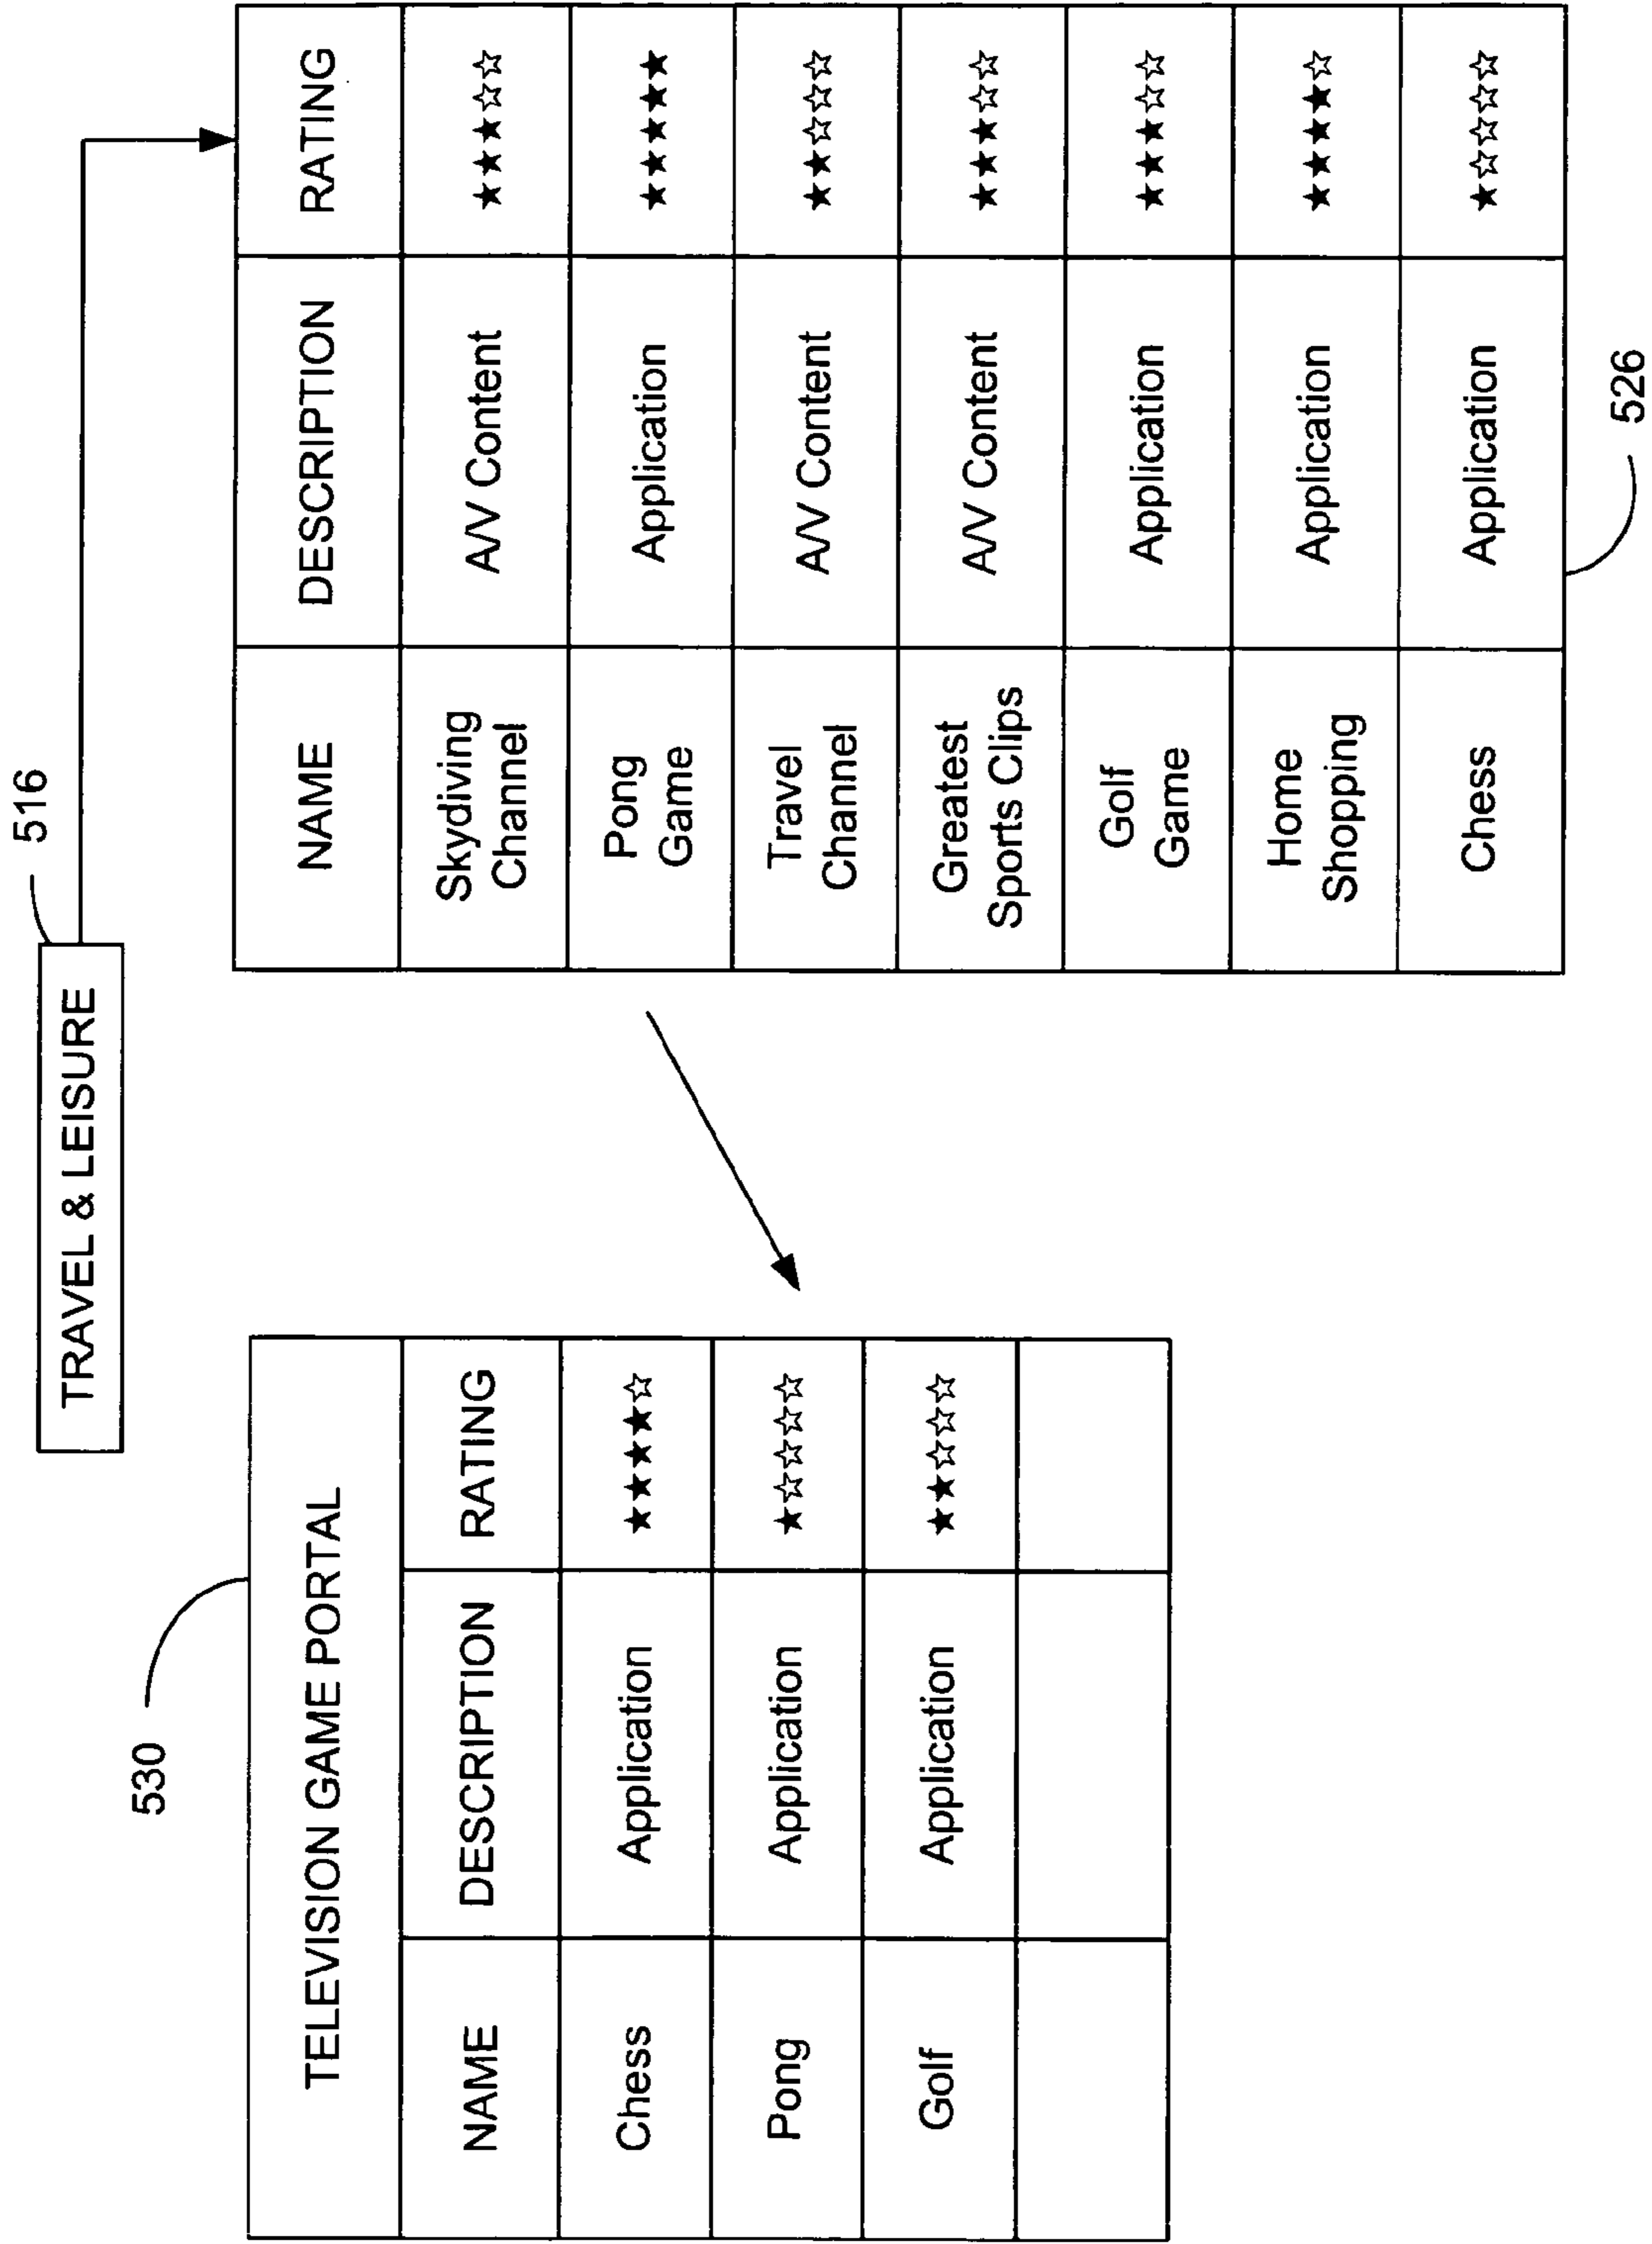 516
TRAVEL & LEISURE
530
TELEVISION GAME PORTAL
NAME DESCRIPTION RATING
Chess Application ★★★★☆
Pong Application ★☆☆☆☆
Golf Application ★★☆☆☆
NAME DESCRIPTION RATING
Skydiving
Channel A/V Content ★★★☆☆
Pong
Game Application ★★★★★
Travel
Channel A/V Content ★★☆☆☆
Greatest
Sports Clips A/V Content ★★★☆☆
Golf
Game Application ★★★☆☆
Home
Shopping Application ★★★★☆
Chess Application ★☆☆☆☆
526